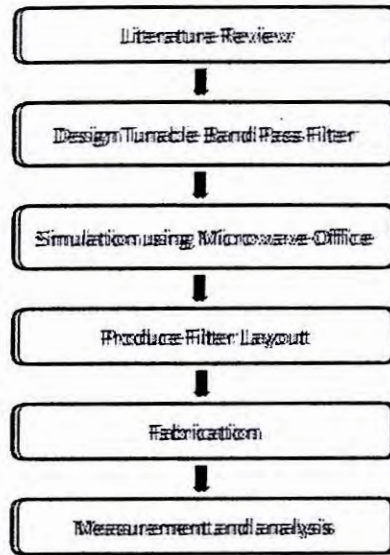 Literature Review
Design Tunable Band Pass Filter
Simulation using Microwave Office
Produce Filter Layout
Fabrication
Measurement and analysis